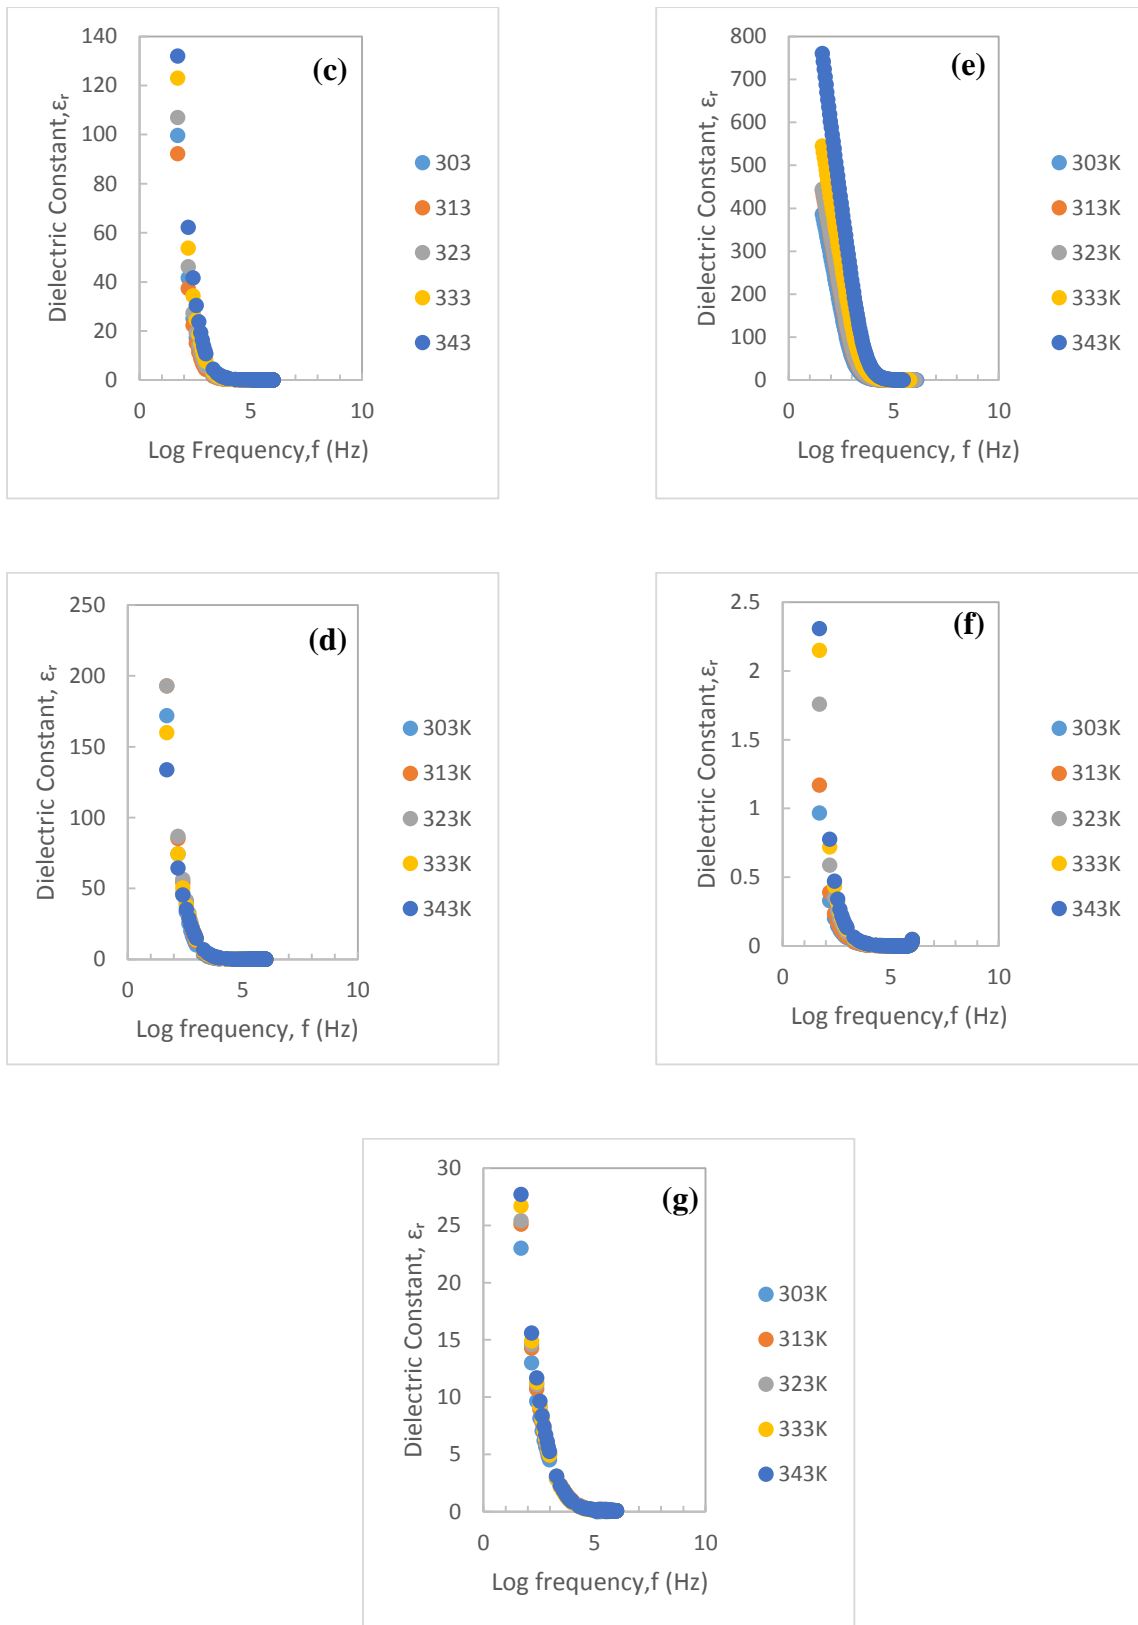 (c)
Dielectric Constant,εᵣ
140
120
100
80
60
40
20
0
0 5 10
Log Frequency,f (Hz)
303
313
323
333
343
(e)
Dielectric Constant, εᵣ
800
700
600
500
400
300
200
100
0
0 5 10
Log frequency, f (Hz)
303K
313K
323K
333K
343K
(d)
Dielectric Constant, εᵣ
250
200
150
100
50
0
0 5 10
Log frequency, f (Hz)
303K
313K
323K
333K
343K
(f)
Dielectric Constant,εᵣ
2.5
2
1.5
1
0.5
0
0 5 10
Log frequency,f (Hz)
303K
313K
323K
333K
343K
(g)
Dielectric Constant, εᵣ
30
25
20
15
10
5
0
0 5 10
Log frequency,f (Hz)
303K
313K
323K
333K
343K